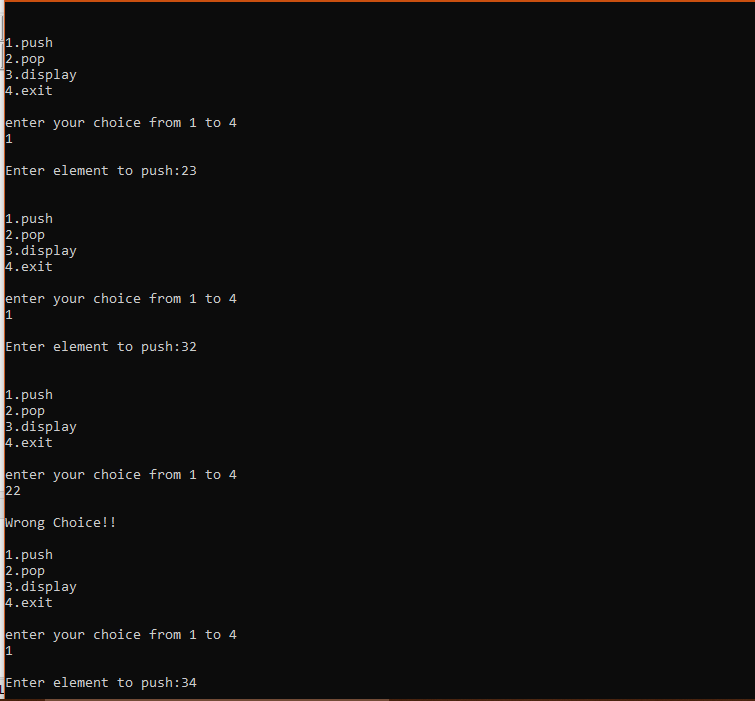 1.push
2.pop
3.display
4.exit
enter your choice from 1 to 4
1
Enter element to push:23
1.push
2.pop
3.display
4.exit
enter your choice from 1 to 4
1
Enter element to push:32
1.push
2.pop
3.display
4.exit
enter your choice from 1 to 4
22
Wrong Choice!!
1.push
2.pop
3.display
4.exit
enter your choice from 1 to 4
1
Enter element to push:34